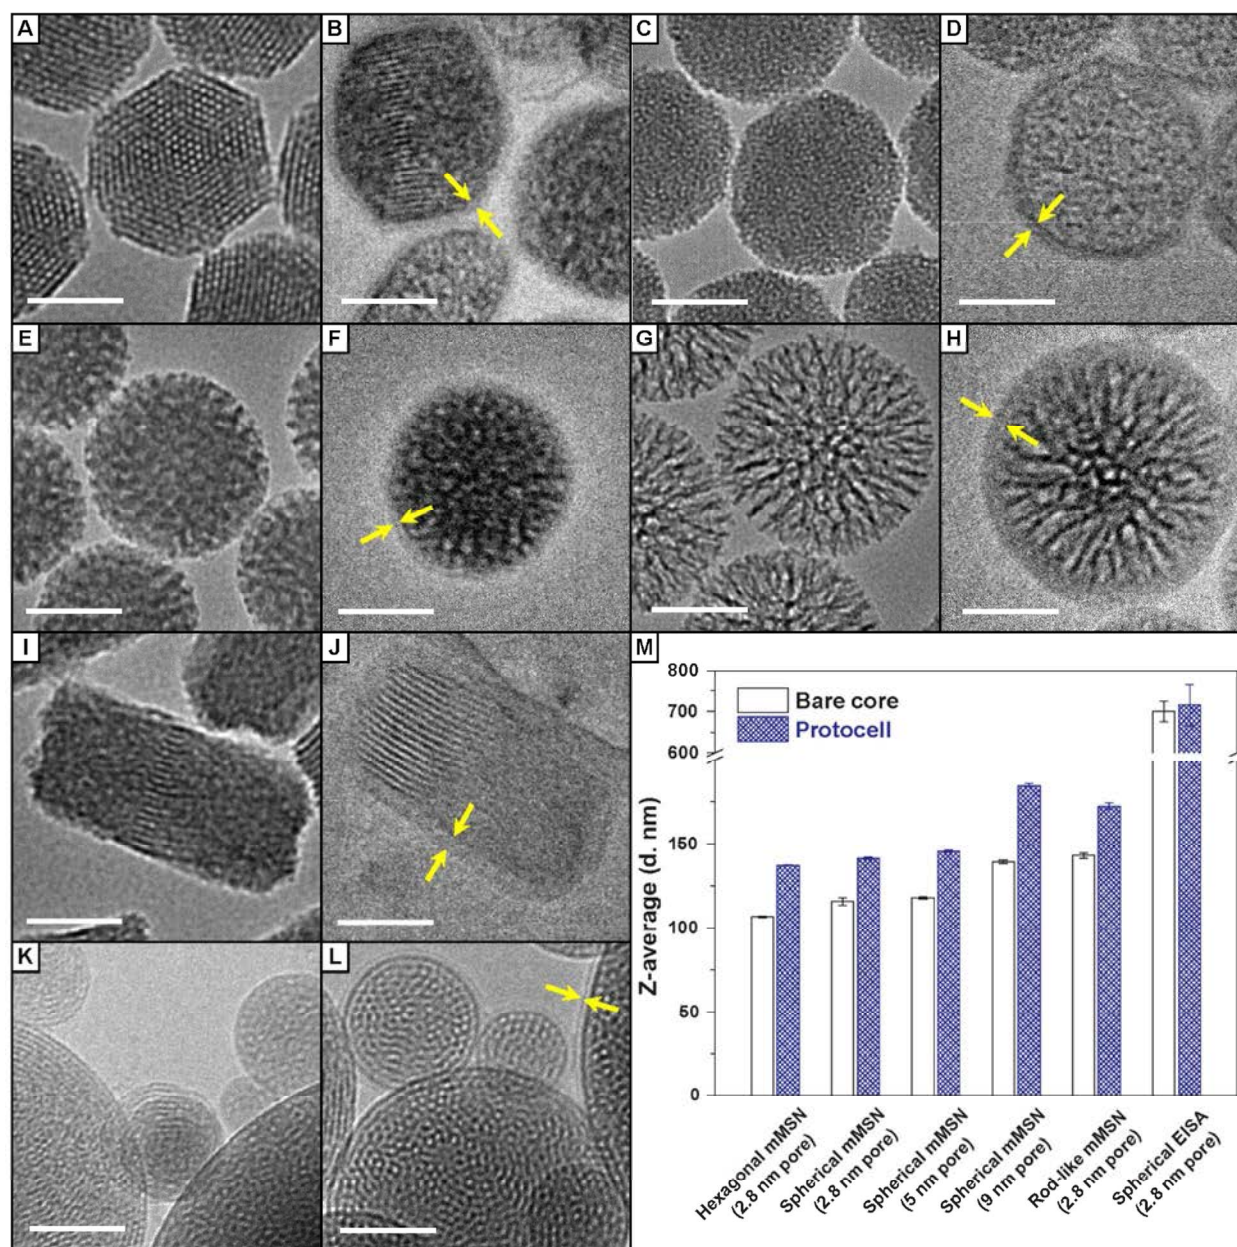 A
B
C
D
E
F
G
H
I
J
M
800
700
600
150
100
50
0
Z-average (d. nm)
Bare core
Protocell
Hexagonal mMSN
(2.8 nm pore)
Spherical mMSN
(2.8 nm pore)
Spherical mMSN
(5 nm pore)
Spherical mMSN
(9 nm pore)
Rod-like mMSN
(2.8 nm pore)
Spherical EISA
(2.8 nm pore)
K
L